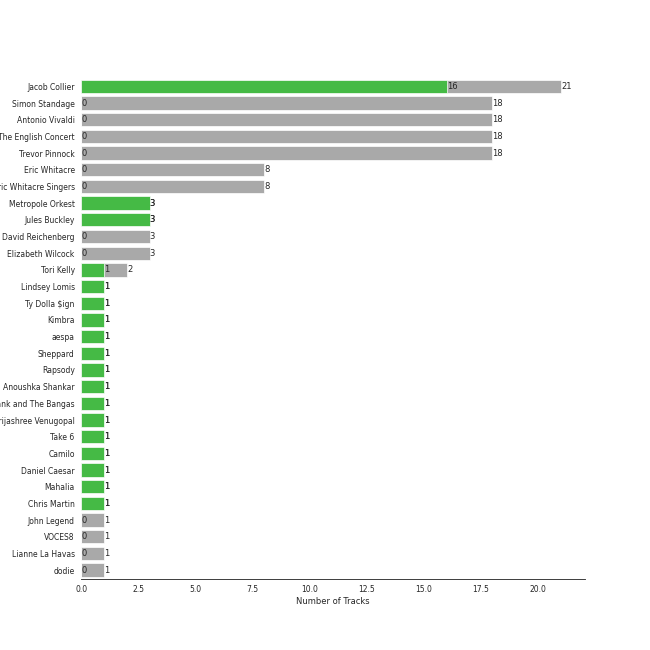 Jacob Collier 16 21
Simon Standage 0 18
Antonio Vivaldi 0 18
The English Concert 0 18
Trevor Pinnock 0 18
Eric Whitacre 0 8
ric Whitacre Singers 0 8
Metropole Orkest 3
Jules Buckley 3
David Reichenberg 0 3
Elizabeth Wilcock 0 3
Tori Kelly 1 2
Lindsey Lomis 1
Ty Dolla $ign 1
Kimbra 1
aespa 1
Sheppard 1
Rapsody 1
Anoushka Shankar 1
ank and The Bangas 1
rijashree Venugopal 1
Take 6 1
Camilo 1
Daniel Caesar 1
Mahalia 1
Chris Martin 1
John Legend 0 1
VOCES8 0 1
Lianne La Havas 0 1
dodie 0 1
0.0 2.5 5.0 7.5 10.0 12.5 15.0 17.5 20.0
Number of Tracks